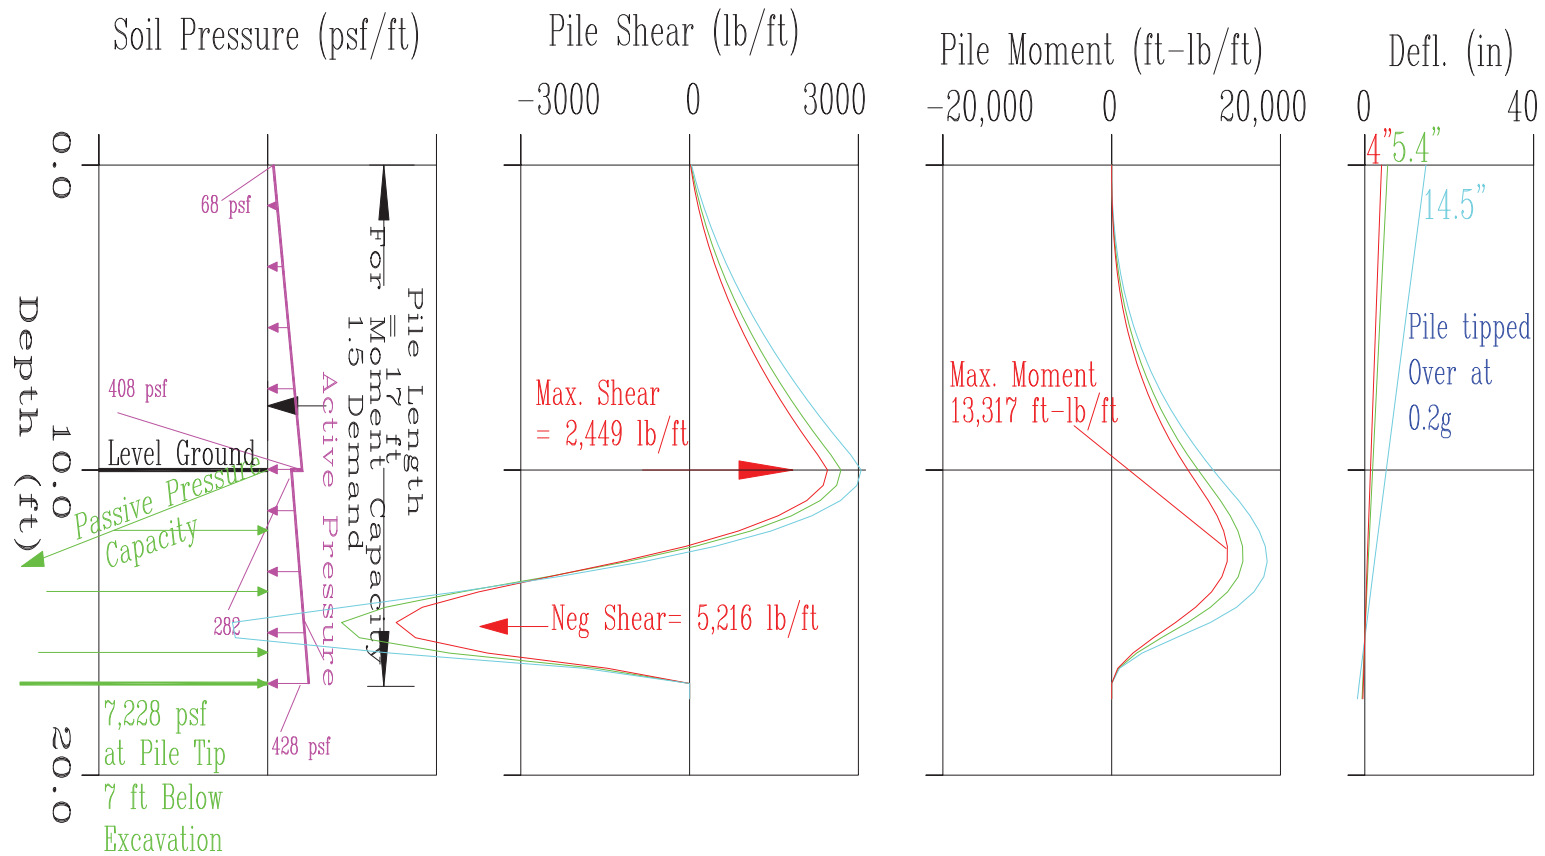 Soil Pressure (psf/ft)
Pile Shear (lb/ft)
Pile Moment (ft-lb/ft)
Defl. (in)
-3000
0
3000
-20,000
0
20,000
0
40
4"
5.4"
14.5"
0.0
10.0
20.0
Depth (ft)
68 psf
408 psf
Level Ground
Passive Pressure
Capacity
282
428 psf
Active Pressure
Pile Length
= 17 ft
For Moment Capacity
1.5 Demand
7,228 psf
at Pile Tip
7 ft Below
Excavation
Max. Shear
= 2,449 lb/ft
Neg Shear= 5,216 lb/ft
Max. Moment
13,317 ft-lb/ft
Pile tipped
Over at
0.2g